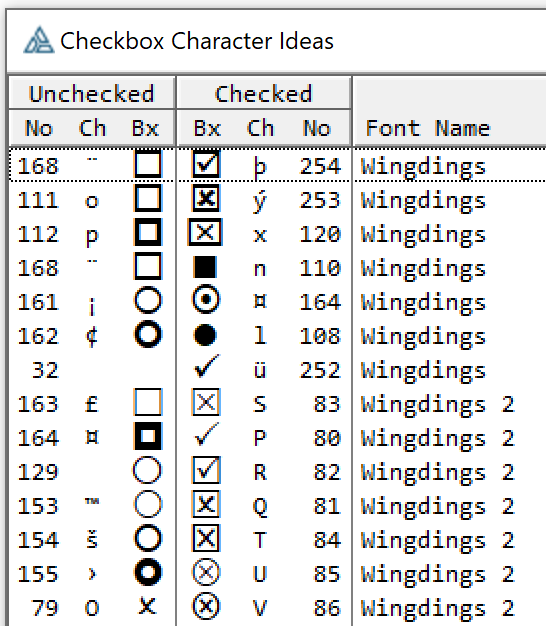 Checkbox Character Ideas
Unchecked Checked
No Ch Bx Bx Ch No Font Name
168 ¨ □ ☑ þ 254 Wingdings
111 o □ ☒ ý 253 Wingdings
112 p □ ☒ x 120 Wingdings
168 ¨ □ ■ n 110 Wingdings
161 ¡ ○ ⊙ ¤ 164 Wingdings
162 ¢ ○ ● l 108 Wingdings
32 ✓ ü 252 Wingdings
163 £ □ ☒ S 83 Wingdings 2
164 ¤ □ ✓ P 80 Wingdings 2
129 ○ ☑ R 82 Wingdings 2
153 ™ ○ ☒ Q 81 Wingdings 2
154 š ○ ☒ T 84 Wingdings 2
155 › ○ ⊗ U 85 Wingdings 2
79 O × ⊗ V 86 Wingdings 2